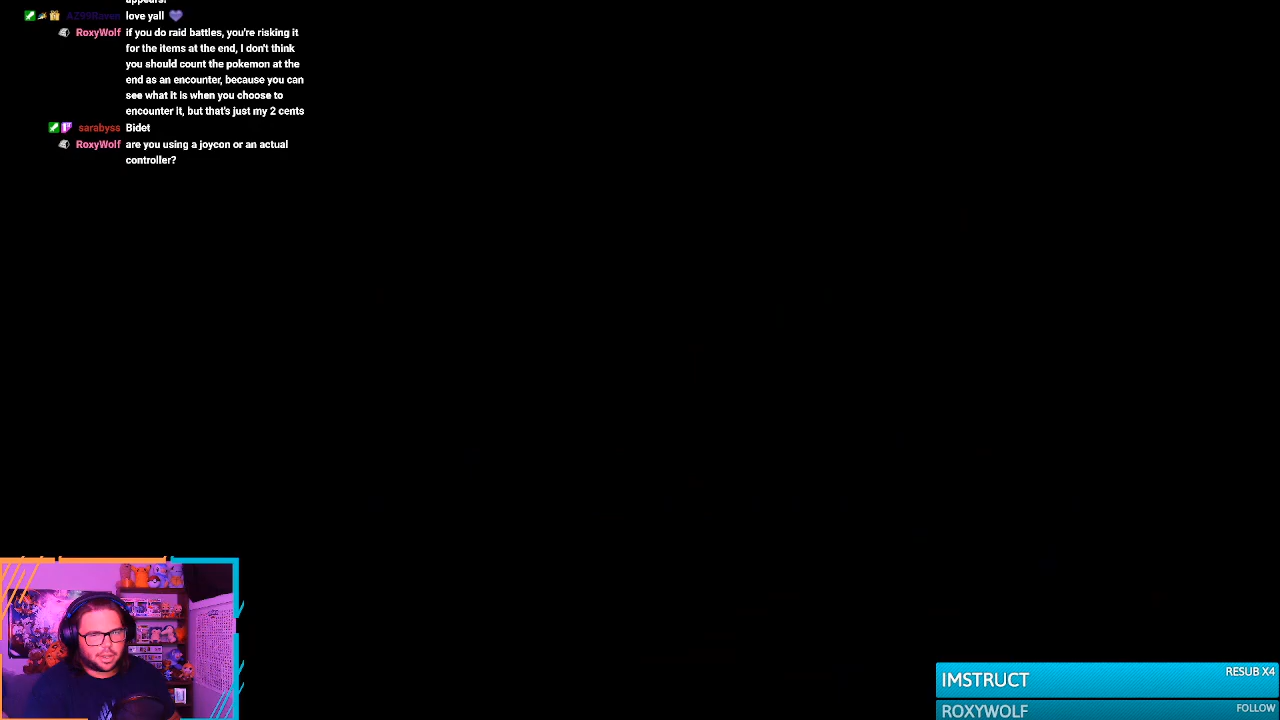 appears!
AZ99Raven love yall
RoxyWolf if you do raid battles, you're risking it
for the items at the end, I don't think
you should count the pokemon at the
end as an encounter, because you can
see what it is when you choose to
encounter it, but that's just my 2 cents
sarabyss Bidet
RoxyWolf are you using a joycon or an actual
controller?
IMSTRUCT RESUB X4
ROXYWOLF FOLLOW